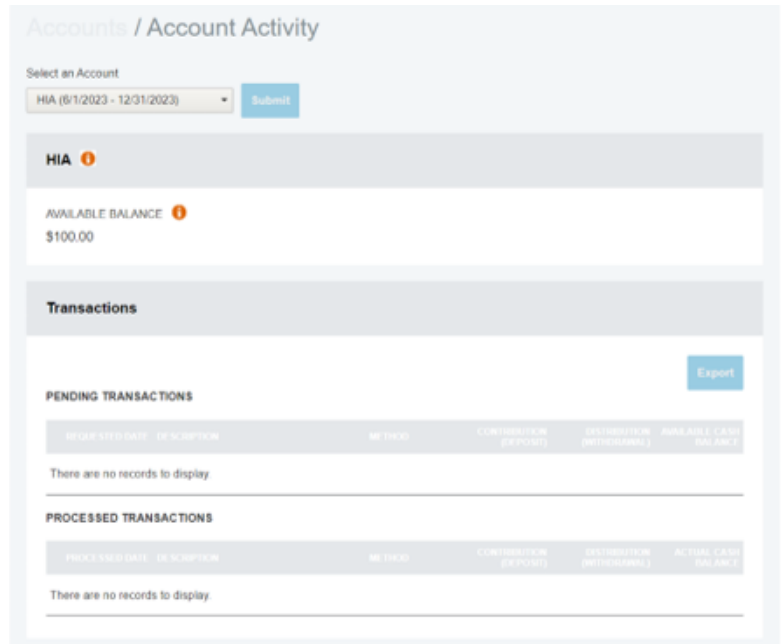 Accounts / Account Activity
Select an Account
HIA (6/1/2023 - 12/31/2023)
Submit
HIA
AVAILABLE BALANCE
$100.00
Transactions
Export
PENDING TRANSACTIONS
REQUESTED DATE DESCRIPTION METHOD CONTRIBUTION (DEPOSIT) DISTRIBUTION (WITHDRAWAL) AVAILABLE CASH BALANCE
There are no records to display.
PROCESSED TRANSACTIONS
PROCESSED DATE DESCRIPTION METHOD CONTRIBUTION (DEPOSIT) DISTRIBUTION (WITHDRAWAL) ACTUAL CASH BALANCE
There are no records to display.